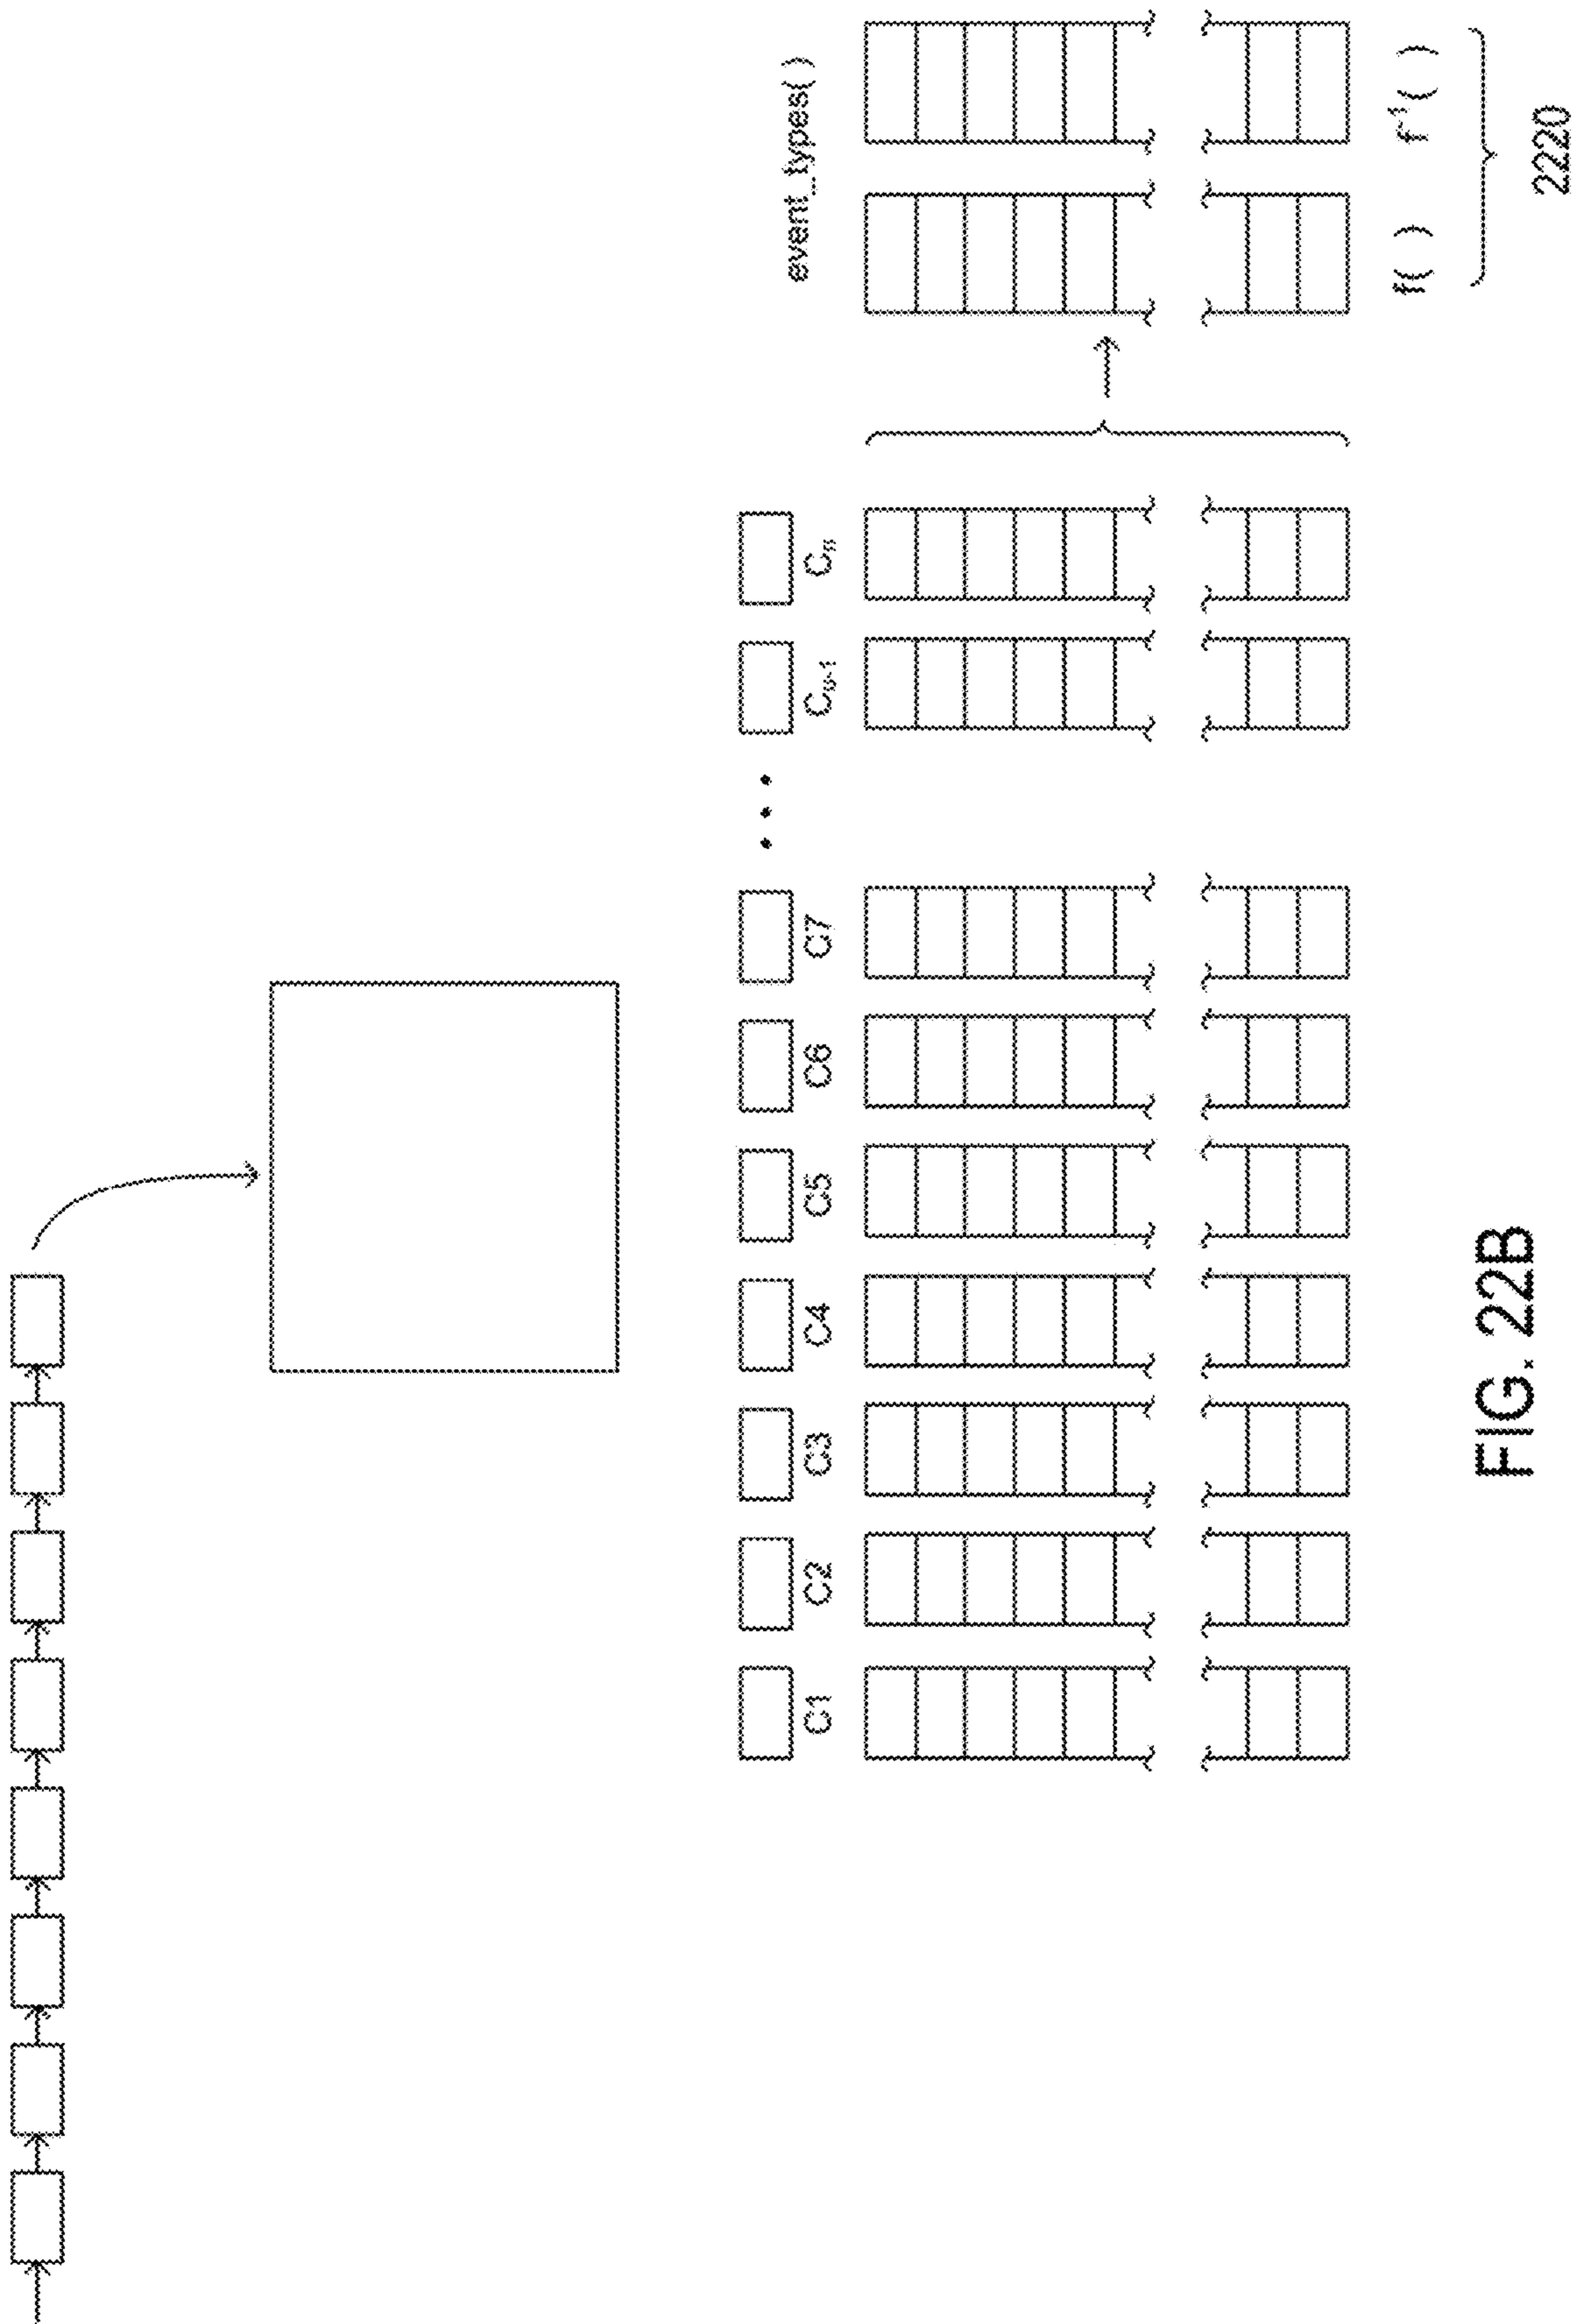 event_types( )
C1 C2 C3 C4 C5 C6 C7 • • • Cn-1 Cn
f( ) f-1( )
2220
FIG. 22B